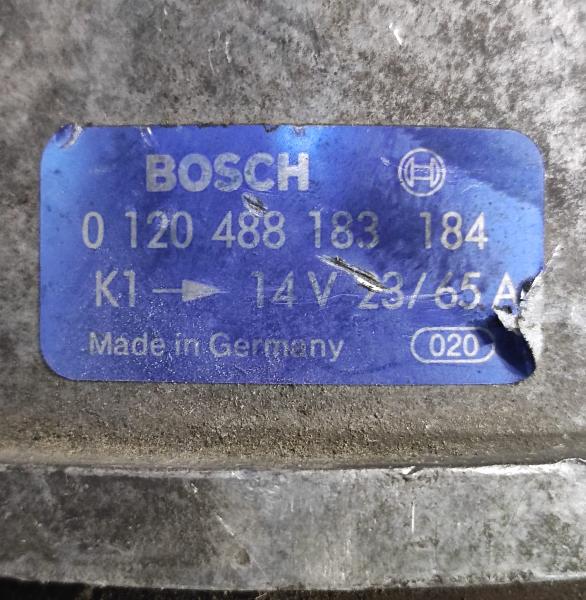 BOSCH
0 120 488 183 184
K1 → 14 V 23/65 A
Made in Germany 020